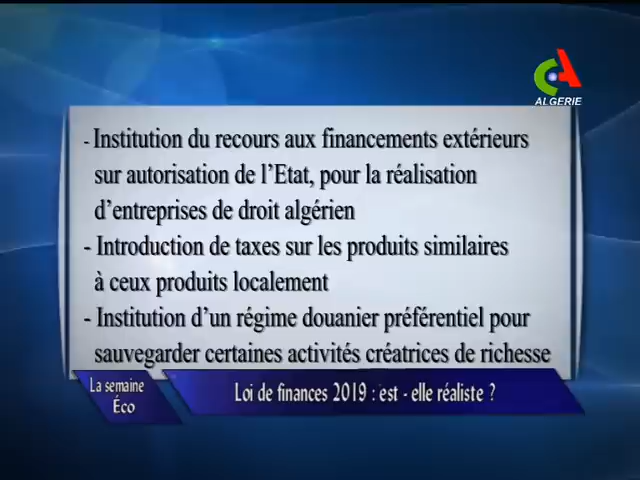 CA
ALGERIE
- Institution du recours aux financements extérieurs
sur autorisation de l'Etat, pour la réalisation
d'entreprises de droit algérien
- Introduction de taxes sur les produits similaires
à ceux produits localement
- Institution d'un régime douanier préférentiel pour
sauvegarder certaines activités créatrices de richesse
La semaine
Éco
Loi de finances 2019 : est - elle réaliste ?